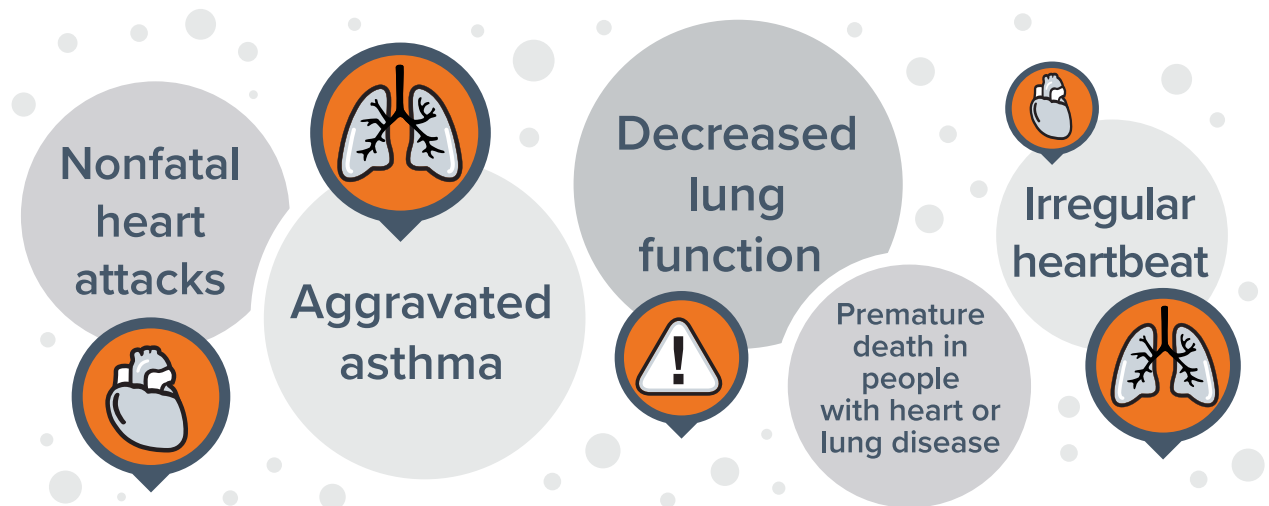 Nonfatal
heart
attacks
Aggravated
asthma
Decreased
lung
function
Premature
death in
people
with heart or
lung disease
Irregular
heartbeat
!